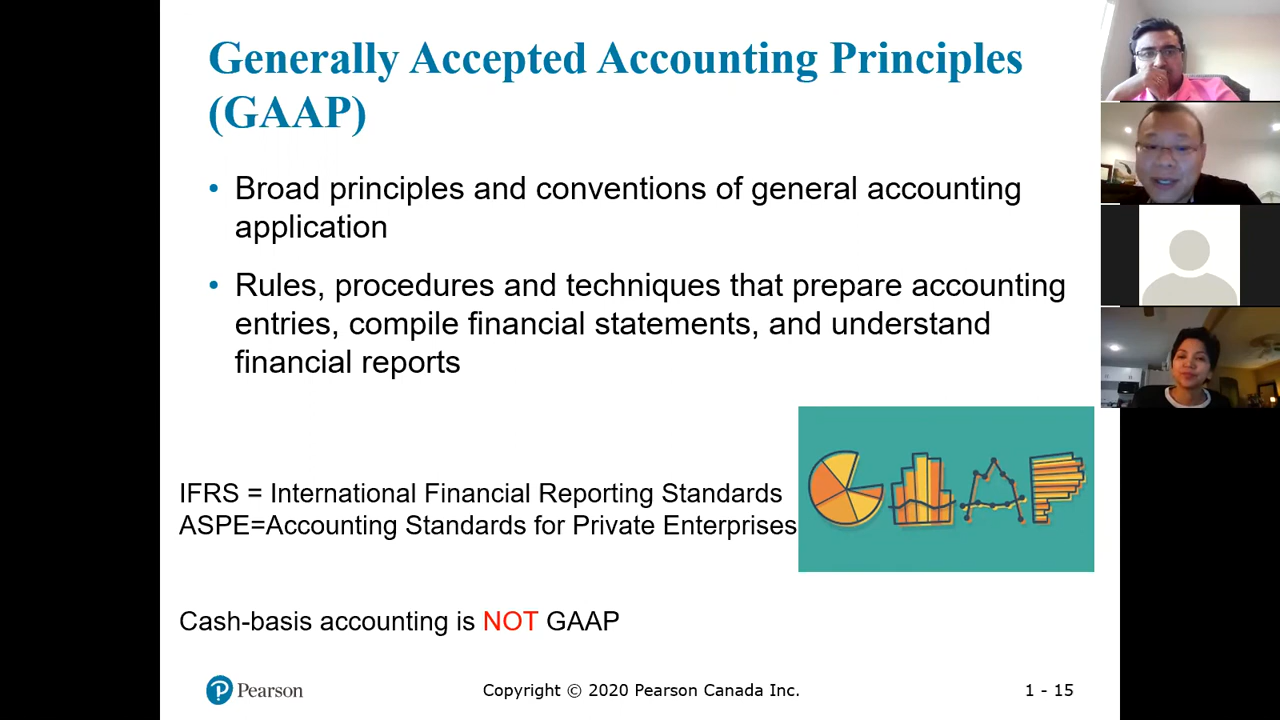 Generally Accepted Accounting Principles
(GAAP)
• Broad principles and conventions of general accounting
application
• Rules, procedures and techniques that prepare accounting
entries, compile financial statements, and understand
financial reports
GAAP
IFRS = International Financial Reporting Standards
ASPE=Accounting Standards for Private Enterprises
Cash-basis accounting is NOT GAAP
Pearson
Copyright © 2020 Pearson Canada Inc.
1 - 15